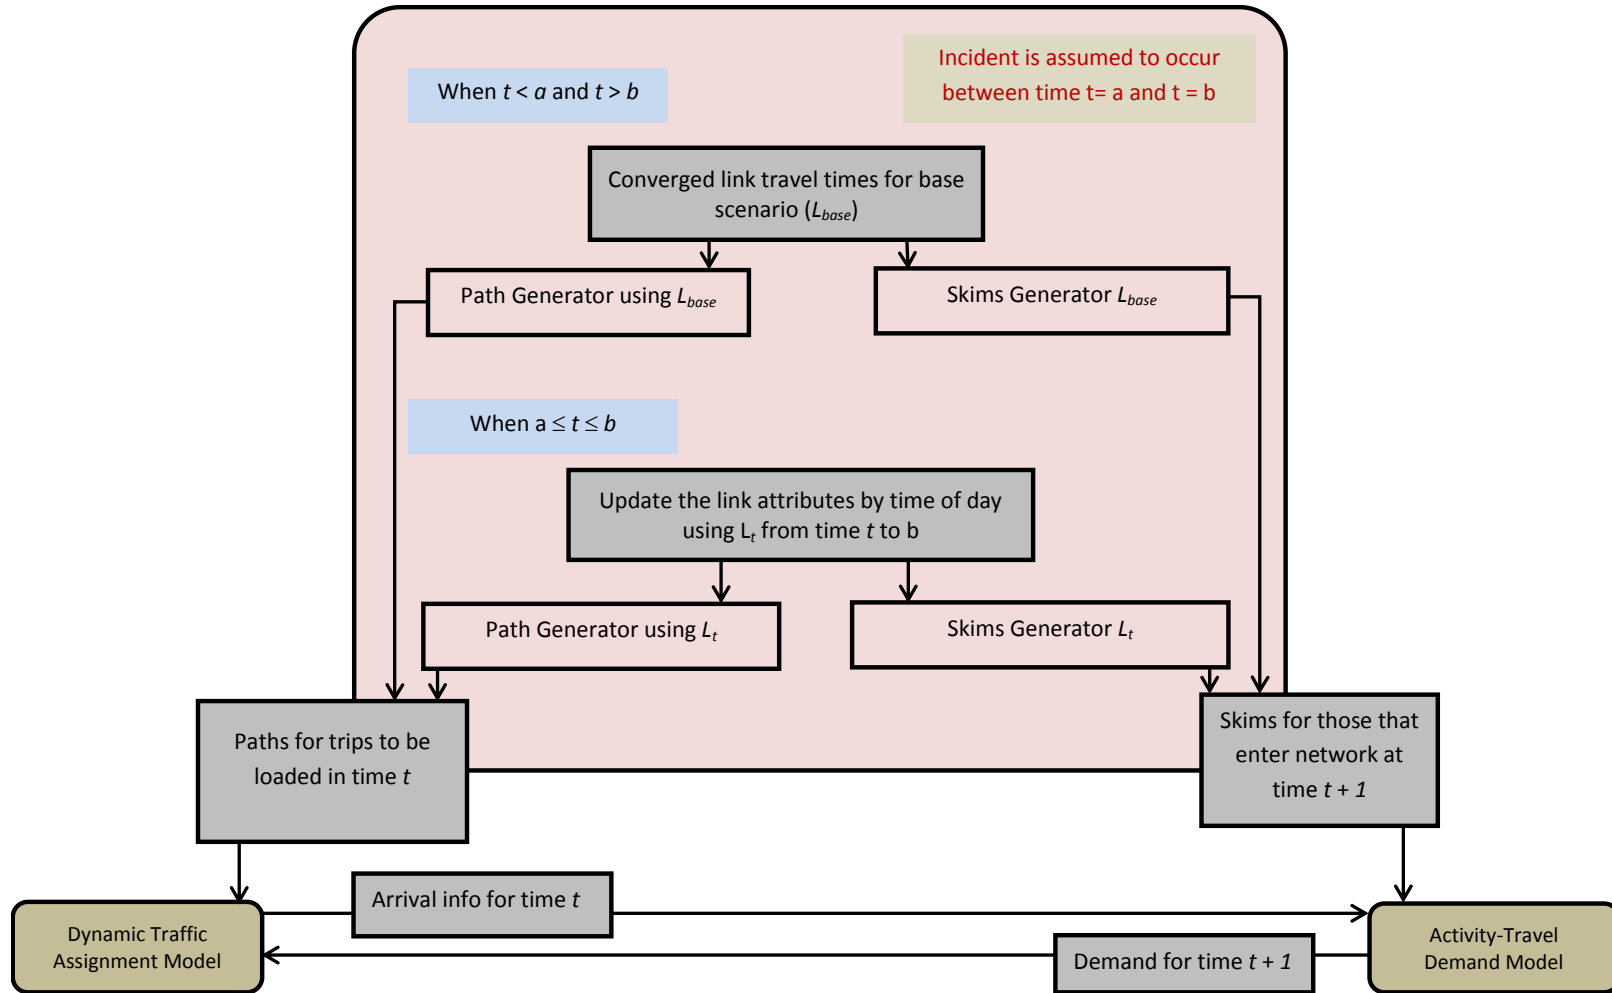 Incident is assumed to occur
between time t= a and t = b
When t < a and t > b
Converged link travel times for base
scenario (Lbase)
Path Generator using Lbase
Skims Generator Lbase
When a ≤ t ≤ b
Update the link attributes by time of day
using Lt from time t to b
Path Generator using Lt
Skims Generator Lt
Paths for trips to be
loaded in time t
Skims for those that
enter network at
time t + 1
Arrival info for time t
Dynamic Traffic
Assignment Model
Activity-Travel
Demand Model
Demand for time t + 1